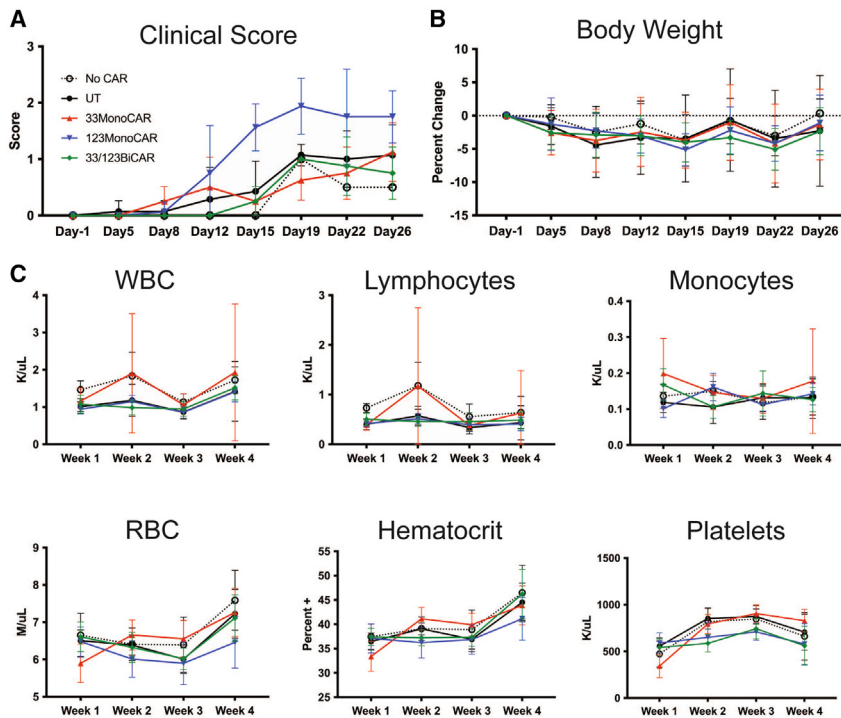 A
Clinical Score
3
2
1
0
Score
No CAR
UT
33MonoCAR
123MonoCAR
33/123BiCAR
Day-1 Day5 Day8 Day12 Day15 Day19 Day22 Day26
B
Body Weight
10
5
0
-5
-10
-15
Percent Change
Day-1 Day5 Day8 Day12 Day15 Day19 Day22 Day26
C
WBC
4
3
2
1
0
K/uL
Week 1 Week 2 Week 3 Week 4
Lymphocytes
3
2
1
0
K/uL
Week 1 Week 2 Week 3 Week 4
Monocytes
0.4
0.3
0.2
0.1
0.0
K/uL
Week 1 Week 2 Week 3 Week 4
RBC
9
8
7
6
5
M/uL
Week 1 Week 2 Week 3 Week 4
Hematocrit
55
50
45
40
35
30
25
Percent +
Week 1 Week 2 Week 3 Week 4
Platelets
1000
750
500
250
0
K/uL
Week 1 Week 2 Week 3 Week 4